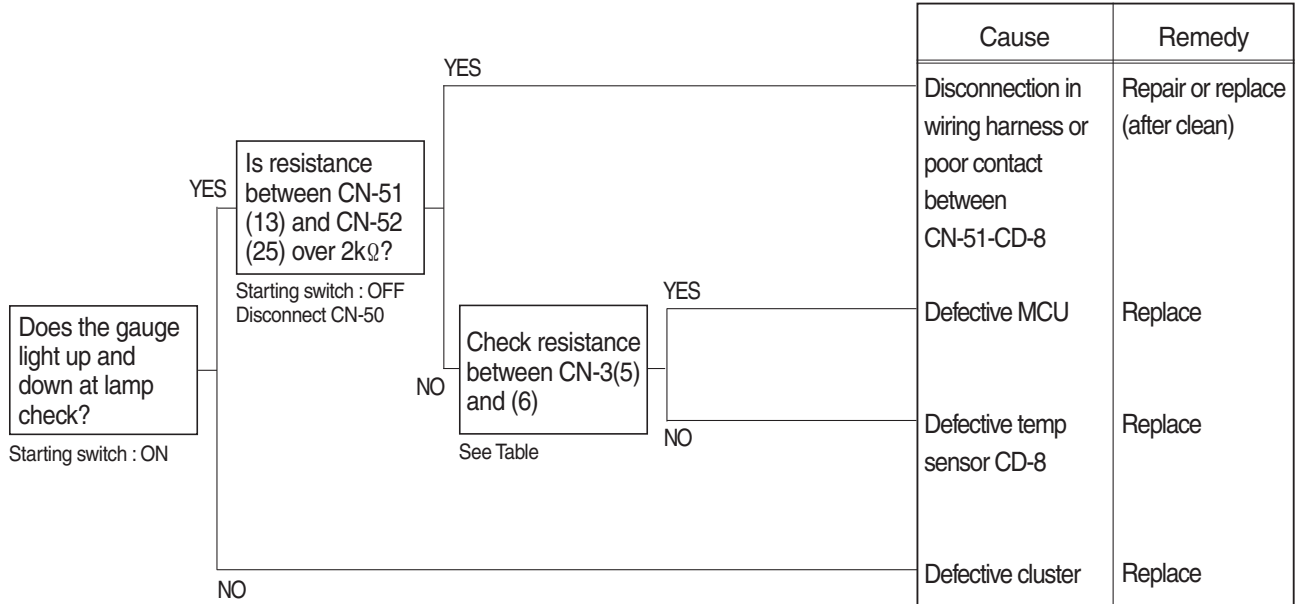 Cause
Remedy
YES
Disconnection in
wiring harness or
poor contact
between
CN-51-CD-8
Repair or replace
(after clean)
YES
Is resistance
between CN-51
(13) and CN-52
(25) over 2kΩ?
Starting switch : OFF
Disconnect CN-50
YES
Defective MCU
Replace
Does the gauge
light up and
down at lamp
check?
Starting switch : ON
NO
Check resistance
between CN-3(5)
and (6)
See Table
NO
Defective temp
sensor CD-8
Replace
NO
Defective cluster
Replace